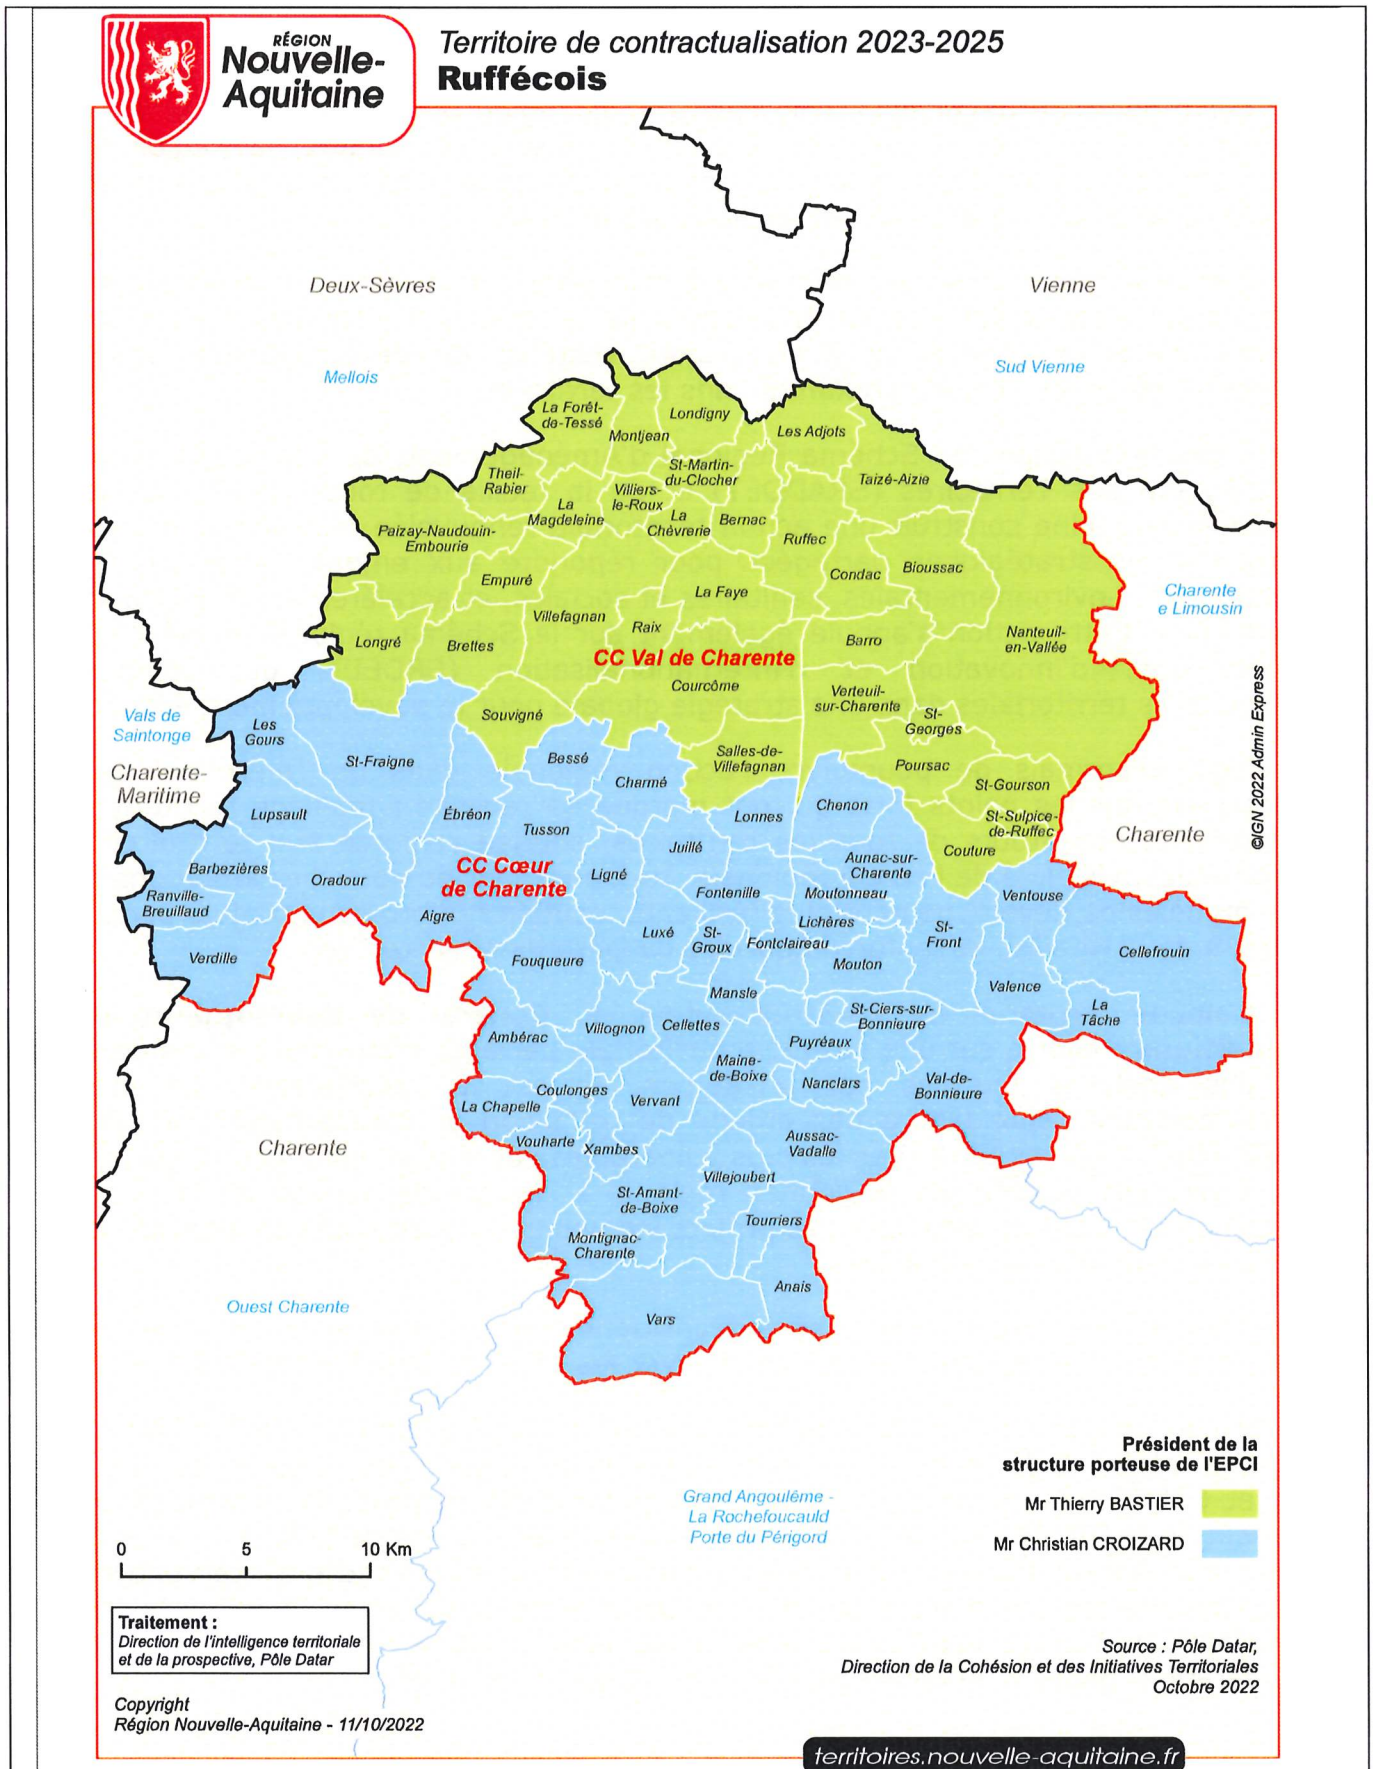 RÉGION
Nouvelle-
Aquitaine
Territoire de contractualisation 2023-2025
Ruffécois
Deux-Sèvres
Vienne
Mellois
Sud Vienne
La Forêt-
de-Tessé
Londigny
Montjean
Les Adjots
Theil-
Rabier
St-Martin-
du-Clocher
Taizé-Aizie
Villiers-
le-Roux
La
Magdeleine
La
Chèvrerie
Bernac
Paizay-Naudouin-
Embourie
Ruffec
Empuré
Condac
Bioussac
La Faye
Charente
e Limousin
Villefagnan
Raix
Longré
Brettes
Barro
Nanteuil-
en-Vallée
CC Val de Charente
Courcôme
Verteuil-
sur-Charente
Souvigné
St-
Georges
Vals de
Saintonge
Les
Gours
St-Fraigne
Bessé
Salles-de-
Villefagnan
Poursac
Charente-
Maritime
Charmé
St-Gourson
Lupsault
Ébréon
Chenon
Lonnes
St-Sulpice-
de-Ruffec
Tusson
Charente
Juillé
Couture
Barbezières
CC Cœur
de Charente
Ligné
Aunac-sur-
Charente
Oradour
Ranville-
Breuillaud
Fontenille
Moutonneau
Ventouse
Aigre
Lichères
Luxé
St-
Groux
Fontclaireau
St-
Front
Cellefrouin
Verdille
Fouqueure
Mouton
Valence
Mansle
La
Tâche
St-Ciers-sur-
Bonnieure
Ambérac
Villognon
Cellettes
Puyréaux
Maine-
de-Boixe
Nanclars
Val-de-
Bonnieure
Coulonges
La Chapelle
Vervant
Charente
Vouharte
Xambes
Aussac-
Vadalle
Villejoubert
St-Amant-
de-Boixe
Tourriers
Montignac-
Charente
Anais
Ouest Charente
Vars
©IGN 2022 Admin Express
Président de la
structure porteuse de l'EPCI
Mr Thierry BASTIER
Mr Christian CROIZARD
Grand Angoulême -
La Rochefoucauld
Porte du Périgord
0 5 10 Km
Traitement :
Direction de l'intelligence territoriale
et de la prospective, Pôle Datar
Source : Pôle Datar,
Direction de la Cohésion et des Initiatives Territoriales
Octobre 2022
Copyright
Région Nouvelle-Aquitaine - 11/10/2022
territoires.nouvelle-aquitaine.fr